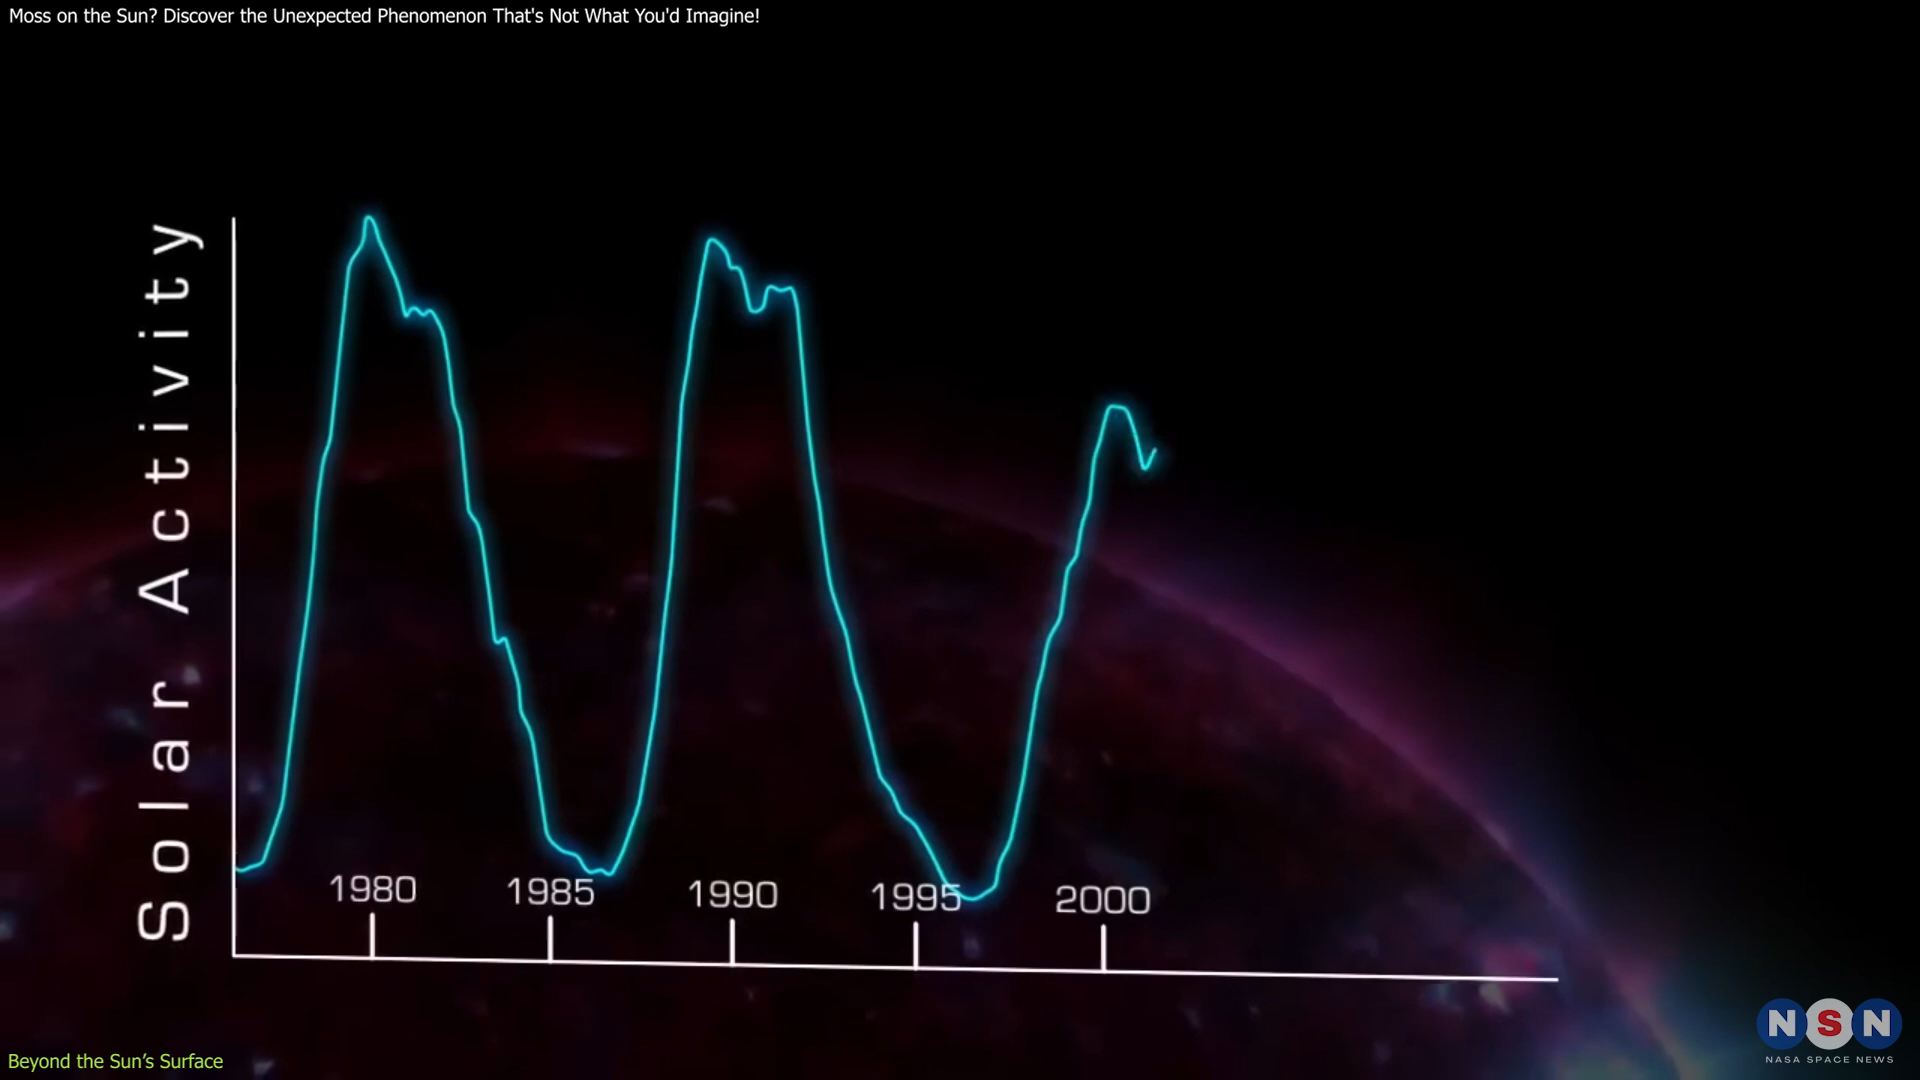 Moss on the Sun? Discover the Unexpected Phenomenon That's Not What You'd Imagine!
Solar Activity
1980 1985 1990 1995 2000
Beyond the Sun’s Surface
NSN
NASA SPACE NEWS